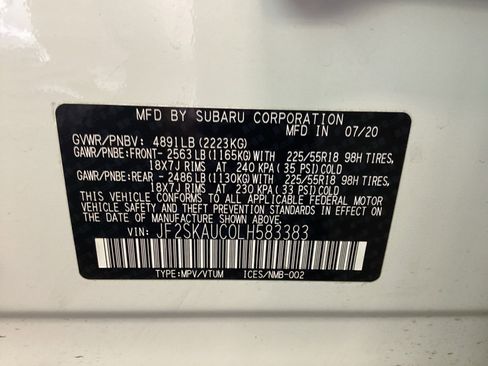 MFD BY SUBARU CORPORATION
MFD IN 07/20
GVWR/PNBV: 4891LB (2223KG)
GAWR/PNBE: FRONT- 2563LB (1165KG)WITH 225/55R18 98H TIRES,
18X7J RIMS AT 240 KPA (35 PSI)COLD
GAWR/PNBE: REAR - 2486LB (1130KG)WITH 225/55R18 98H TIRES,
18X7J RIMS AT 230 KPA (33 PSI)COLD
THIS VEHICLE CONFORMS TO ALL APPLICABLE FEDERAL MOTOR
VEHICLE SAFETY AND THEFT PREVENTION STANDARDS IN EFFECT
ON THE DATE OF MANUFACTURE SHOWN ABOVE.
VIN: JF2SKAUC0LH583383
TYPE:MPV/VTUM ICES/NMB-002